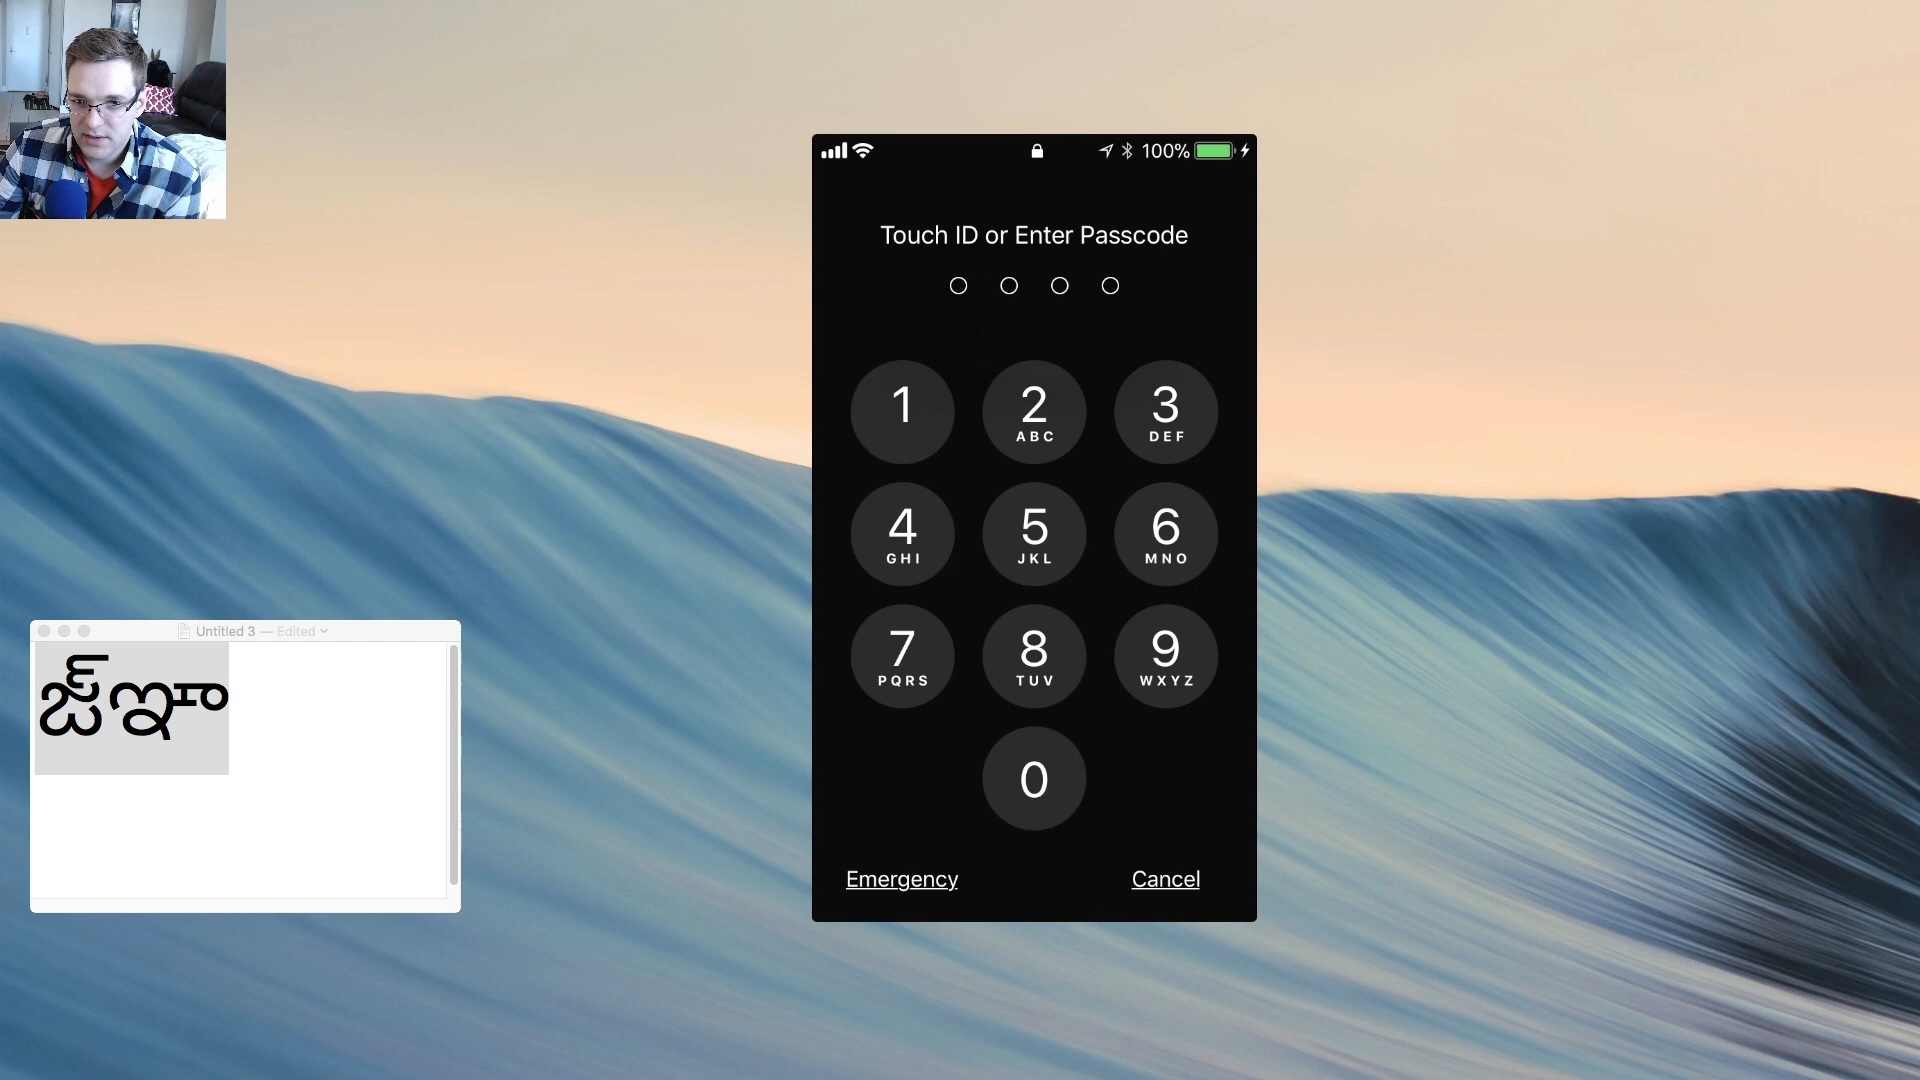 100%
Touch ID or Enter Passcode
1
2
ABC
3
DEF
4
GHI
5
JKL
6
MNO
7
PQRS
8
TUV
9
WXYZ
0
Emergency
Cancel
Untitled 3 — Edited
జ్ఞా